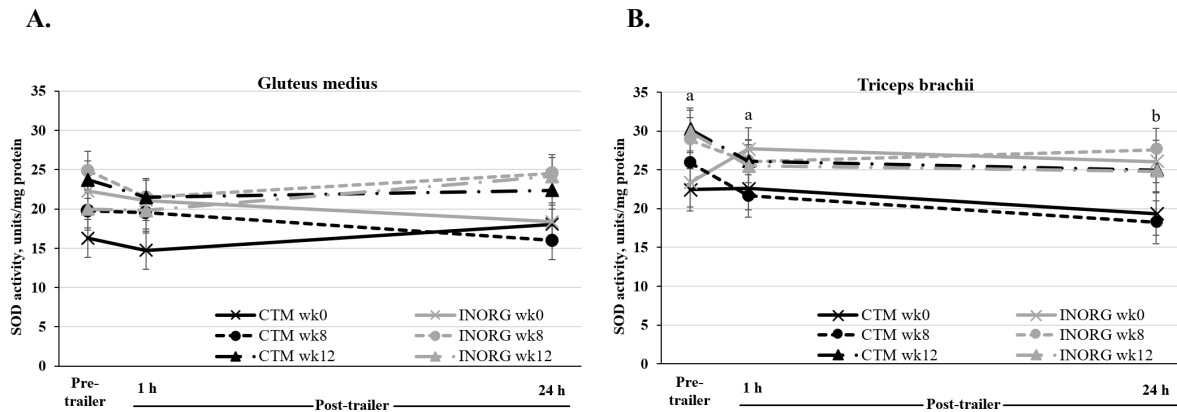 A.
Gluteus medius
SOD activity, units/mg protein
40
35
30
25
20
15
10
5
0
CTM wk0
INORG wk0
CTM wk8
INORG wk8
CTM wk12
INORG wk12
Pre-
trailer
1 h
24 h
Post-trailer
B.
Triceps brachii
SOD activity, units/mg protein
35
30
25
20
15
10
5
0
a
a
b
CTM wk0
INORG wk0
CTM wk8
INORG wk8
CTM wk12
INORG wk12
Pre-
trailer
1 h
24 h
Post-trailer